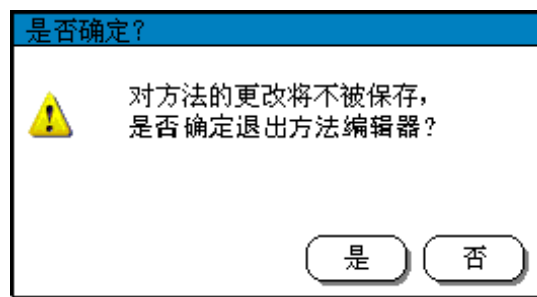 是否确定?
对方法的更改将不被保存,
是否确定退出方法编辑器?
是
否